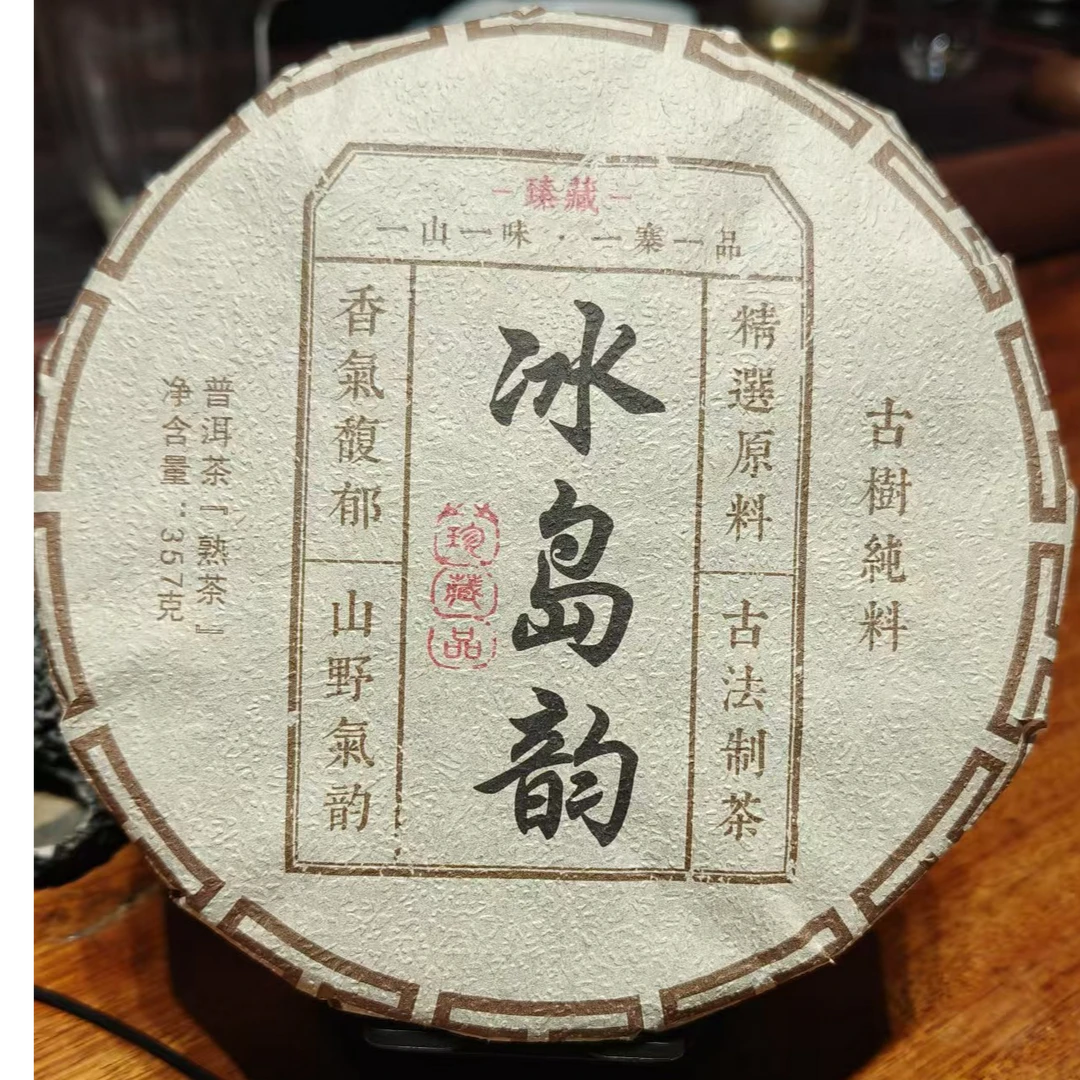 臻藏
一山一味·一寨一品
古樹純料
精選原料
古法制茶
冰岛韵
珍藏品
香氣馥郁
山野氣韵
普洱茶『熟茶』
净含量：357克